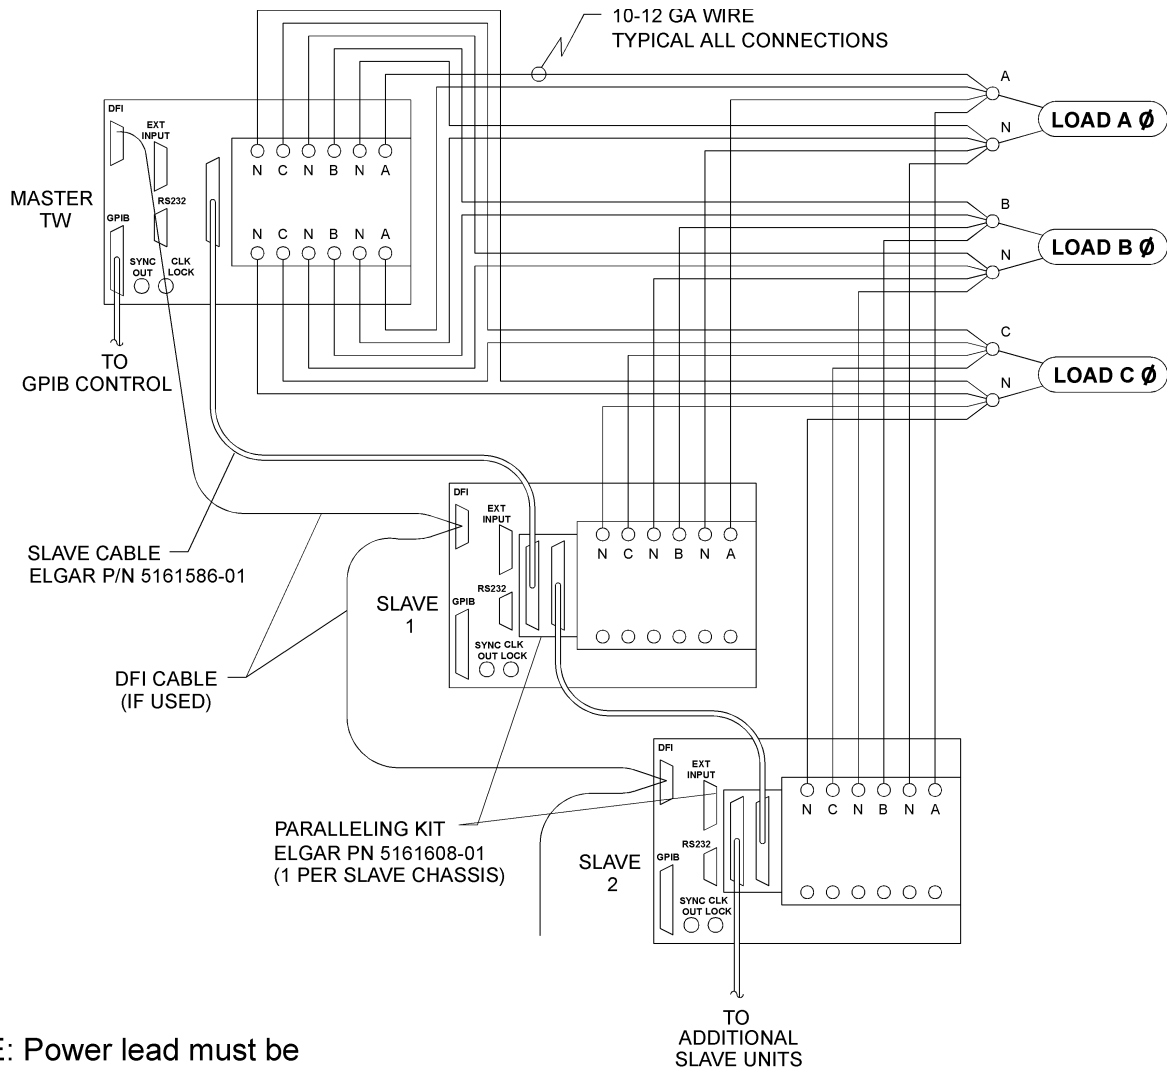 10-12 GA WIRE
TYPICAL ALL CONNECTIONS
A
LOAD A Ø
N
B
LOAD B Ø
N
C
LOAD C Ø
N
DFI
EXT
INPUT
N C N B N A
MASTER
TW
RS232
GPIB
N C N B N A
SYNC
OUT
CLK
LOCK
TO
GPIB CONTROL
SLAVE CABLE
ELGAR P/N 5161586-01
DFI
EXT
INPUT
N C N B N A
RS232
GPIB
SLAVE
1
SYNC CLK
OUT LOCK
DFI CABLE
(IF USED)
DFI
EXT
INPUT
N C N B N A
PARALLELING KIT
ELGAR PN 5161608-01
(1 PER SLAVE CHASSIS)
RS232
GPIB
SLAVE
2
SYNC CLK
OUT LOCK
TO
ADDITIONAL
SLAVE UNITS
E: Power lead must be